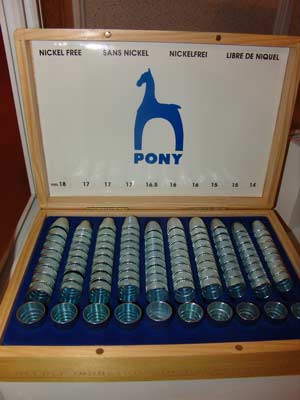 NICKEL FREE SANS NICKEL NICKELFREI LIBRE DE NIQUEL
PONY
18 17 17 17 16.5 16 16 15 15 14